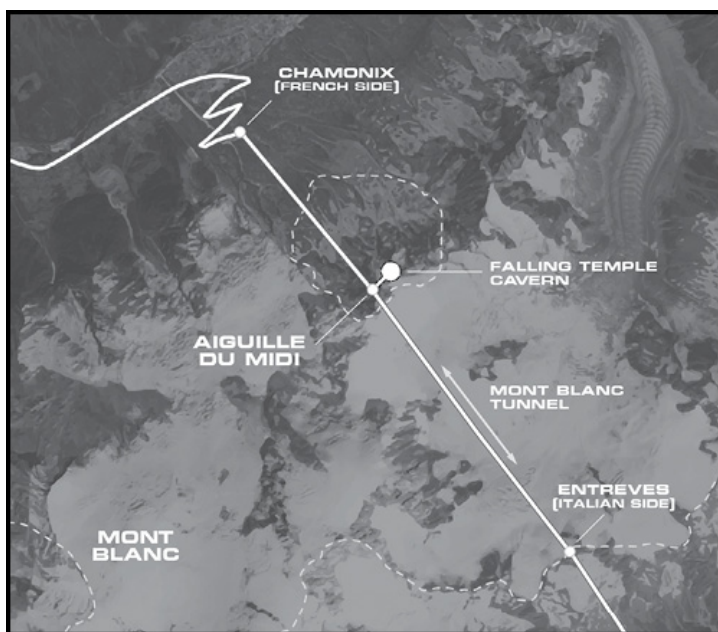 CHAMONIX
[FRENCH SIDE]
FALLING TEMPLE
CAVERN
AIGUILLE
DU MIDI
MONT BLANC
TUNNEL
ENTREVES
[ITALIAN SIDE]
MONT
BLANC